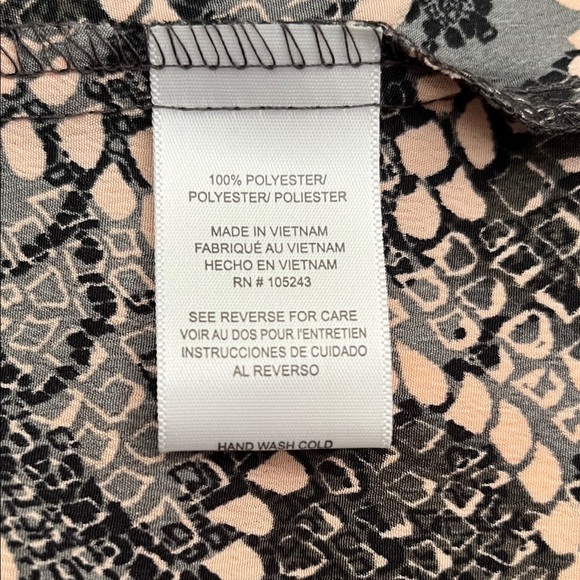 100% POLYESTER/
POLYESTER/ POLIESTER
MADE IN VIETNAM
FABRIQUÉ AU VIETNAM
HECHO EN VIETNAM
RN # 105243
SEE REVERSE FOR CARE
VOIR AU DOS POUR l'ENTRETIEN
INSTRUCCIONES DE CUIDADO
AL REVERSO
HAND WASH COLD